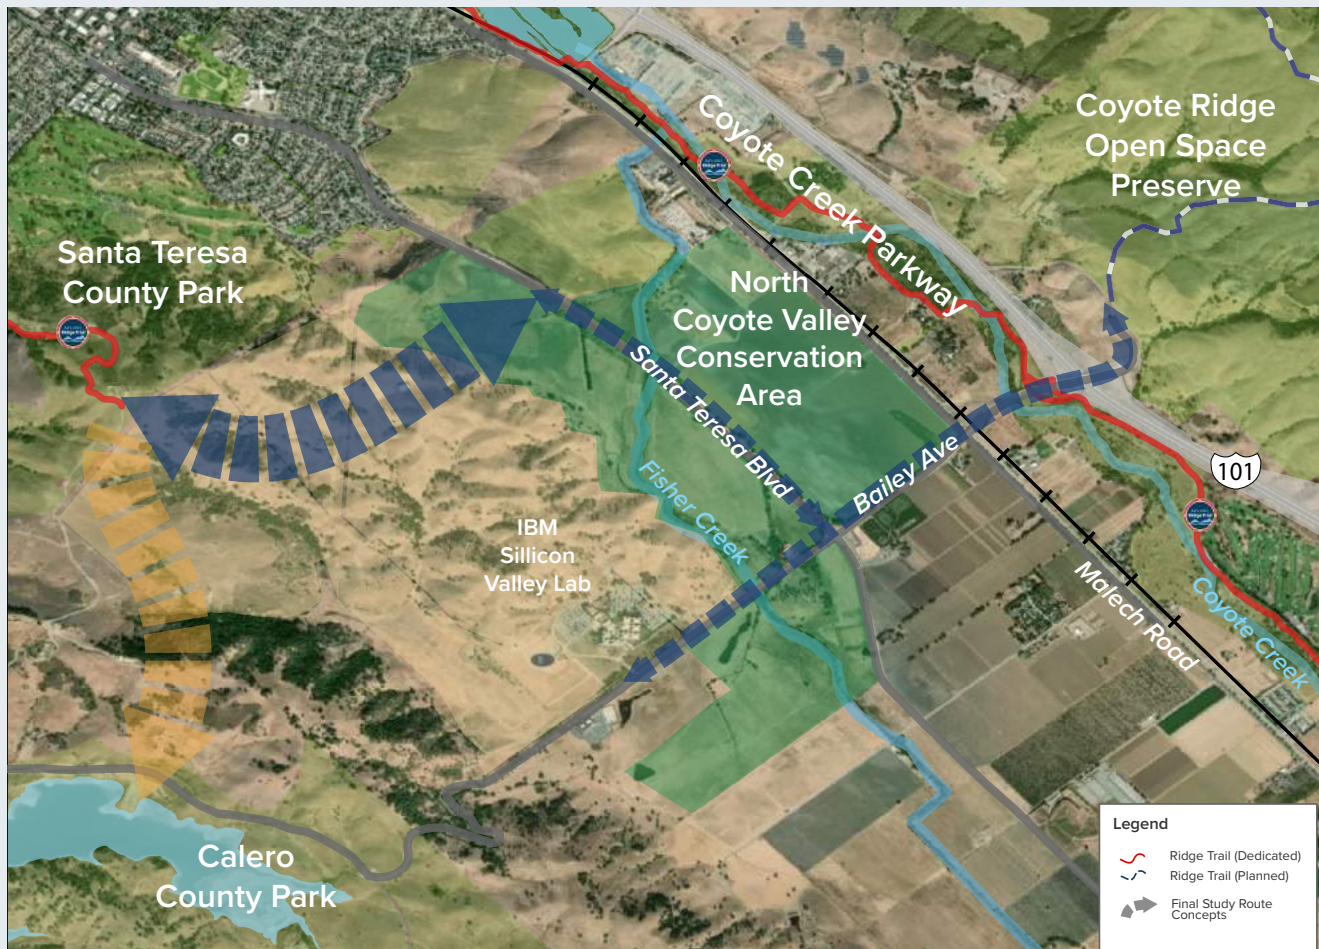 Coyote Creek Parkway
Coyote Ridge
Open Space
Preserve
Santa Teresa
County Park
North
Coyote Valley
Conservation
Area
Santa Teresa Blvd
Bailey Ave
101
Fisher Creek
IBM
Sillicon
Valley Lab
Malech Road
Coyote Creek
Calero
County Park
Legend
Ridge Trail (Dedicated)
Ridge Trail (Planned)
Final Study Route
Concepts